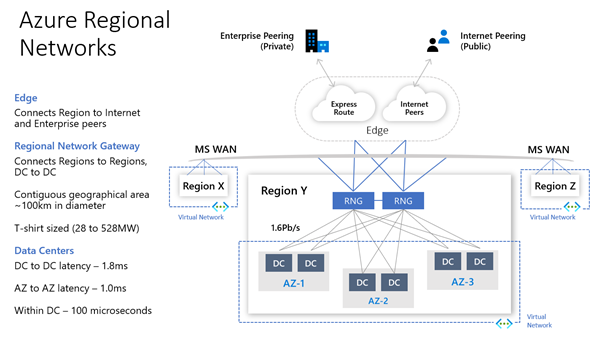 Azure Regional
Networks
Edge
Connects Region to Internet
and Enterprise peers
Regional Network Gateway
Connects Regions to Regions,
DC to DC
Contiguous geographical area
~100km in diameter
T-shirt sized (28 to 528MW)
Data Centers
DC to DC latency – 1.8ms
AZ to AZ latency – 1.0ms
Within DC – 100 microseconds
Enterprise Peering
(Private)
Internet Peering
(Public)
Express
Route
Internet
Peers
Edge
MS WAN
MS WAN
Region X
Virtual Network
Region Y
RNG
RNG
1.6Pb/s
DC
DC
AZ-1
DC
DC
AZ-2
DC
DC
AZ-3
Virtual
Network
Region Z
Virtual Network